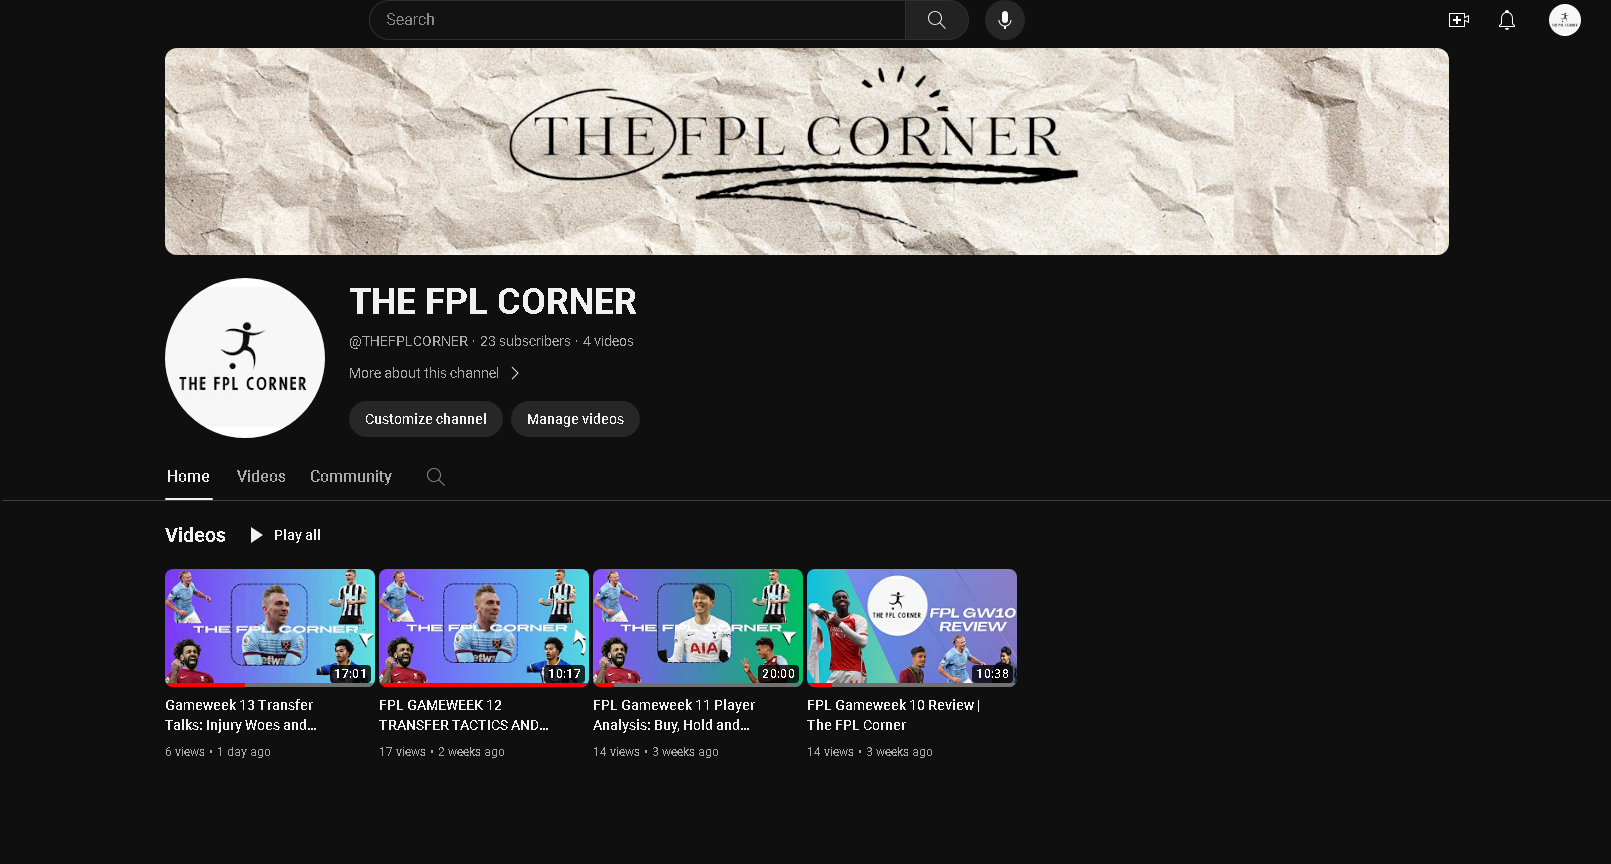 Search
THE FPL CORNER
THE FPL CORNER
THE FPL CORNER
@THEFPLCORNER · 23 subscribers · 4 videos
More about this channel
Customize channel
Manage videos
Home
Videos
Community
Videos
Play all
THE FPL CORNER
17:01
Gameweek 13 Transfer
Talks: Injury Woes and...
6 views • 1 day ago
THE FPL CORNER
10:17
FPL GAMEWEEK 12
TRANSFER TACTICS AND...
17 views • 2 weeks ago
THE FPL CORNER
AIA
20:00
FPL Gameweek 11 Player
Analysis: Buy, Hold and...
14 views • 3 weeks ago
THE FPL CORNER
FPL GW10
REVIEW
10:38
FPL Gameweek 10 Review |
The FPL Corner
14 views • 3 weeks ago